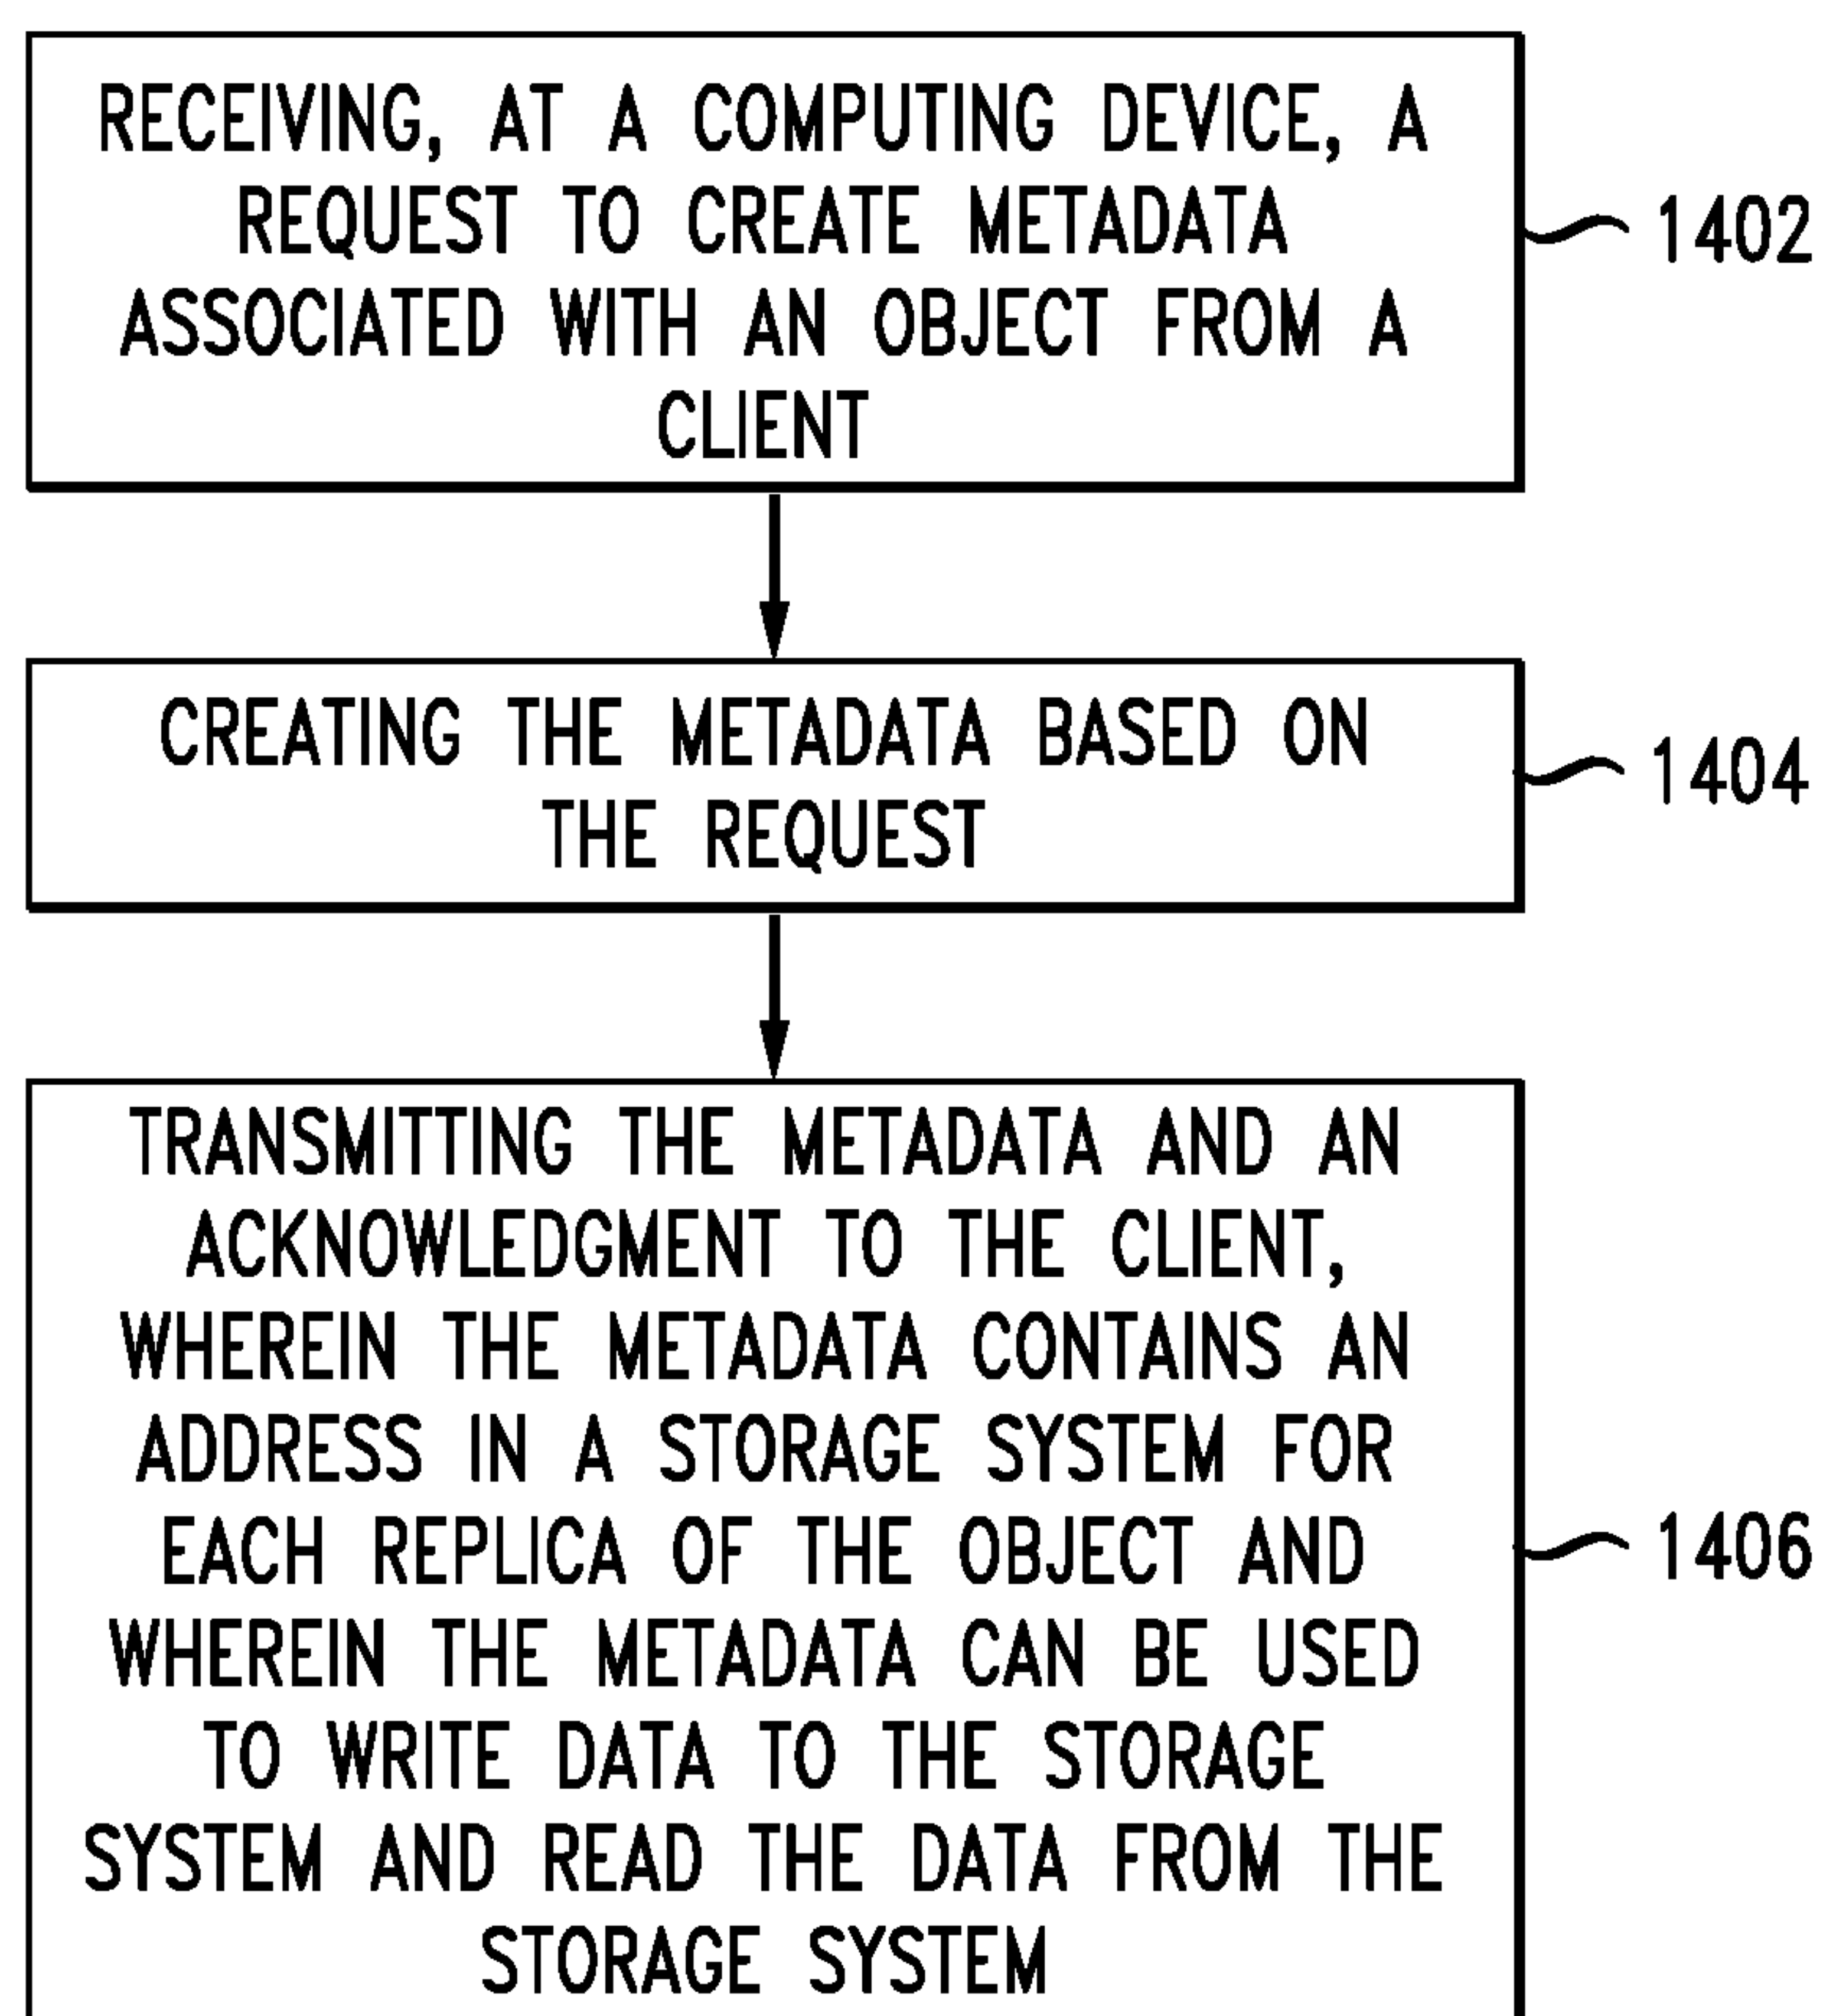 RECEIVING, AT A COMPUTING DEVICE, A
REQUEST TO CREATE METADATA
ASSOCIATED WITH AN OBJECT FROM A
CLIENT
1402
CREATING THE METADATA BASED ON
THE REQUEST
1404
TRANSMITTING THE METADATA AND AN
ACKNOWLEDGMENT TO THE CLIENT,
WHEREIN THE METADATA CONTAINS AN
ADDRESS IN A STORAGE SYSTEM FOR
EACH REPLICA OF THE OBJECT AND
WHEREIN THE METADATA CAN BE USED
TO WRITE DATA TO THE STORAGE
SYSTEM AND READ THE DATA FROM THE
STORAGE SYSTEM
1406